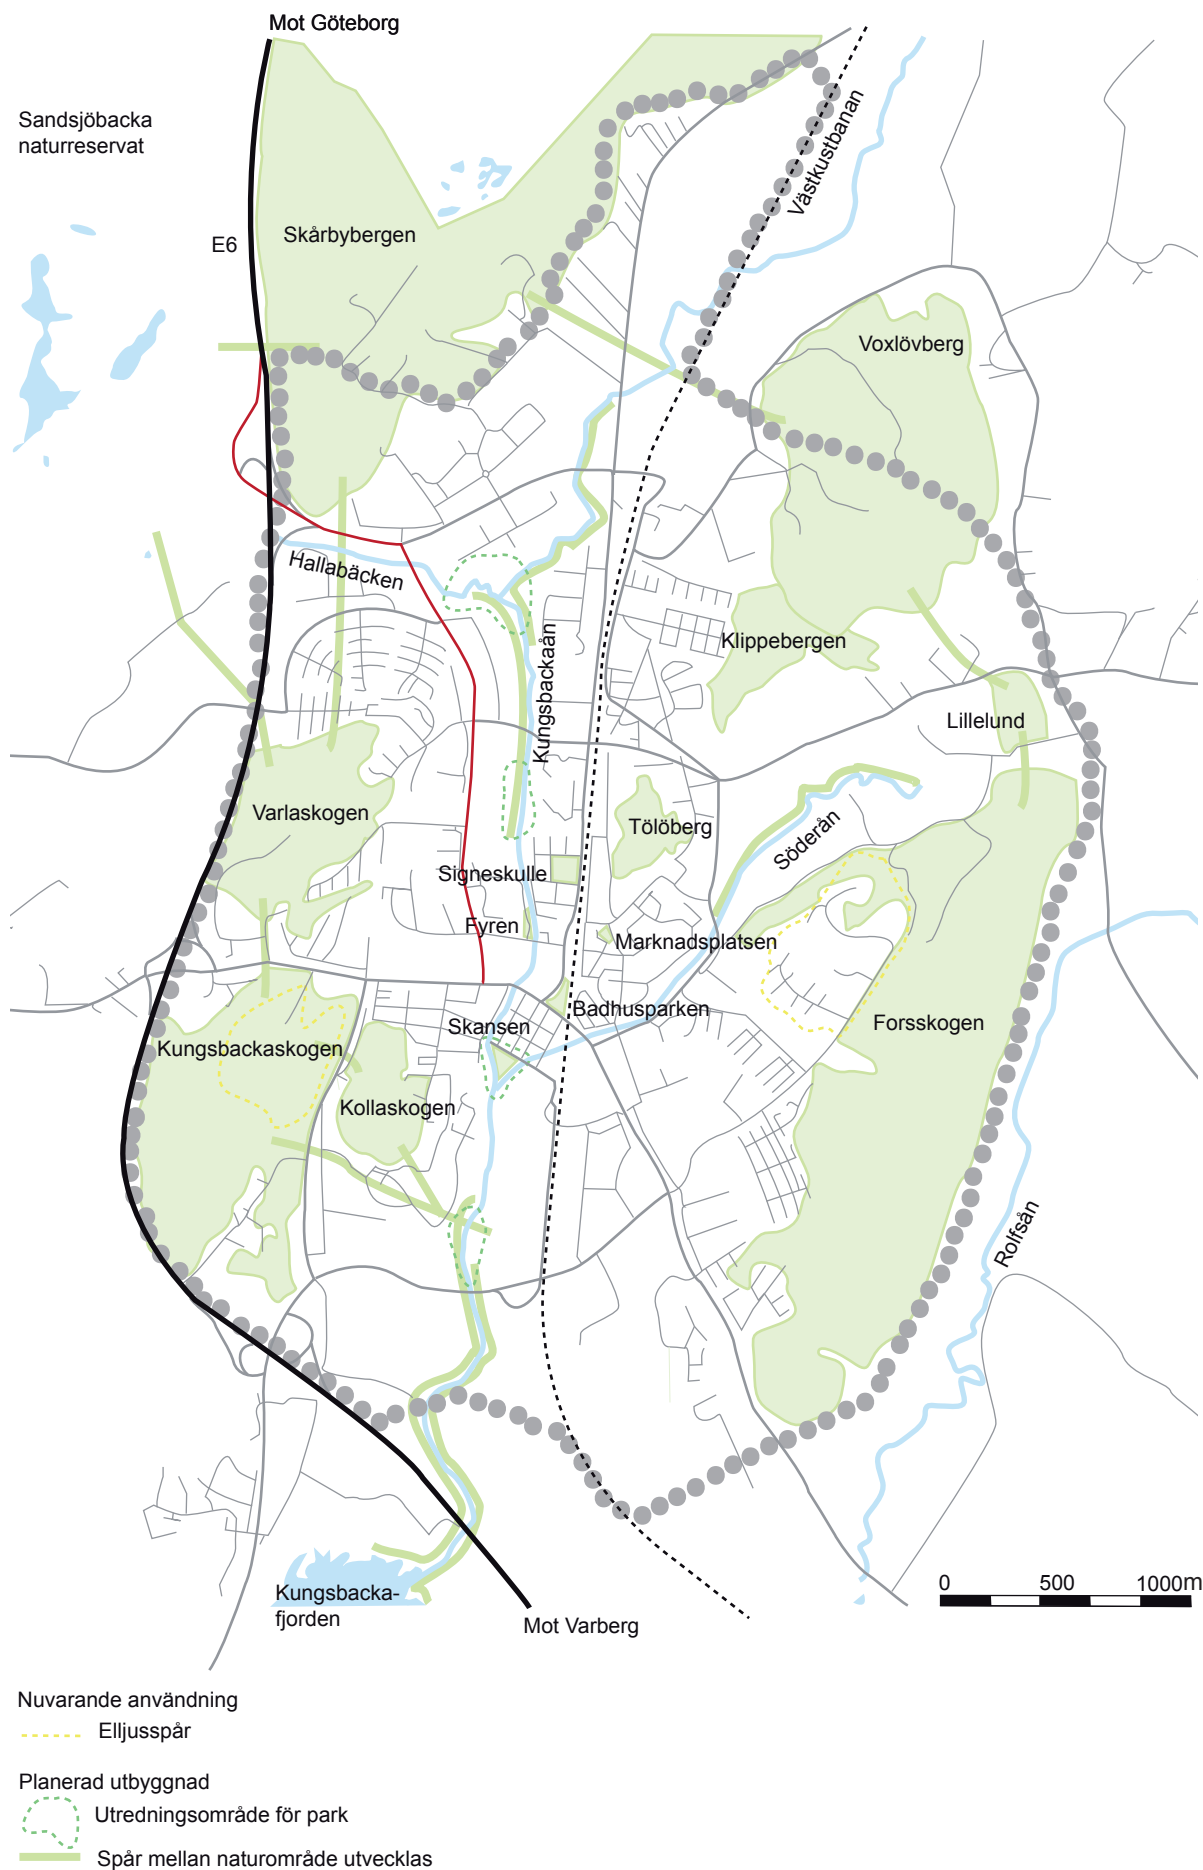 Mot Göteborg
Sandsjöbacka
naturreservat
Västkustbanan
Skårbybergen
E6
Voxlövberg
Hallabäcken
Kungsbackaån
Klippebergen
Lillelund
Varlaskogen
Tölöberg
Söderån
Signeskulle
Fyren
Marknadsplatsen
Badhusparken
Skansen
Forsskogen
Kungsbackaskogen
Kollaskogen
Rolfsån
0 500 1000m
Kungsbacka-
fjorden
Mot Varberg
Nuvarande användning
Elljusspår
Planerad utbyggnad
Utredningsområde för park
Spår mellan naturområde utvecklas